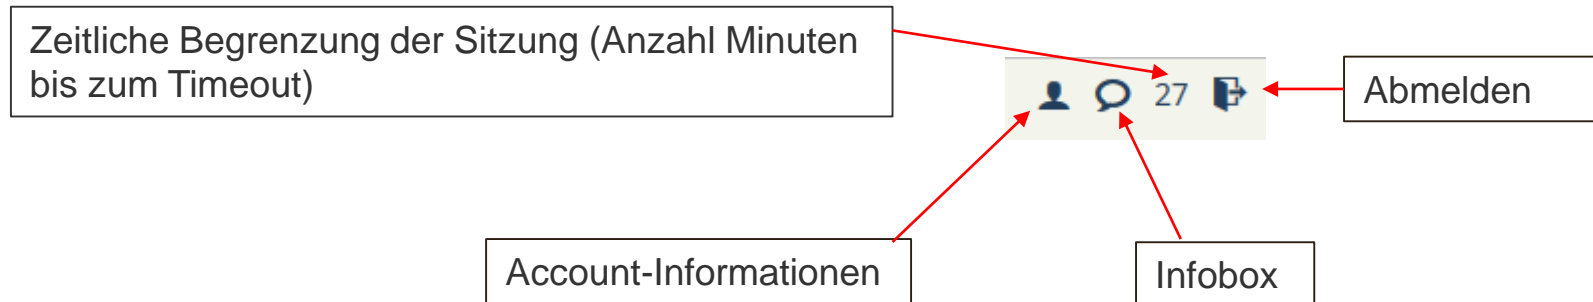 Zeitliche Begrenzung der Sitzung (Anzahl Minuten
bis zum Timeout)
27
Abmelden
Account-Informationen
Infobox